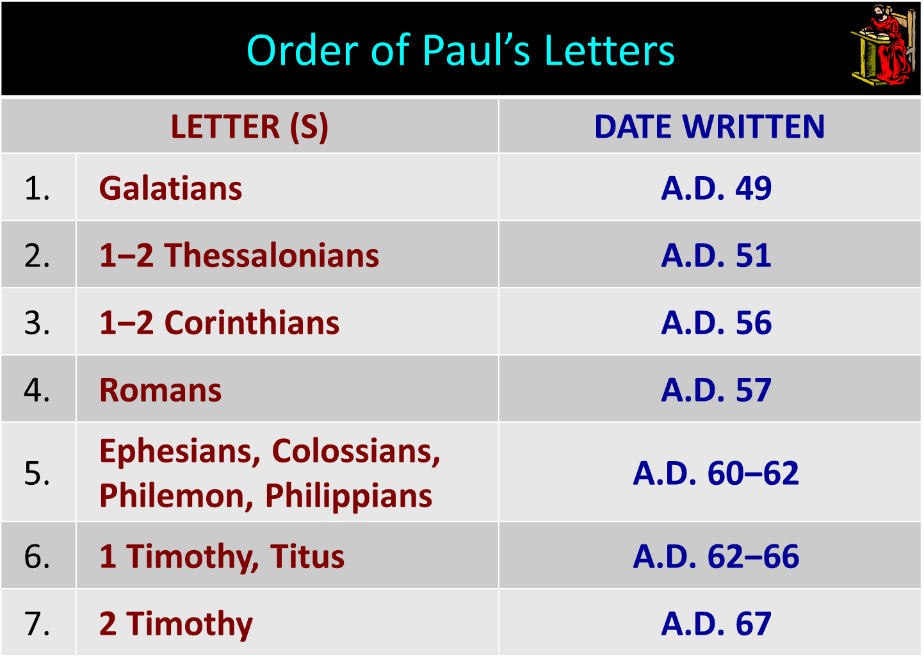 Order of Paul’s Letters
LETTER (S) DATE WRITTEN
1. Galatians A.D. 49
2. 1–2 Thessalonians A.D. 51
3. 1–2 Corinthians A.D. 56
4. Romans A.D. 57
5. Ephesians, Colossians,
Philemon, Philippians A.D. 60–62
6. 1 Timothy, Titus A.D. 62–66
7. 2 Timothy A.D. 67